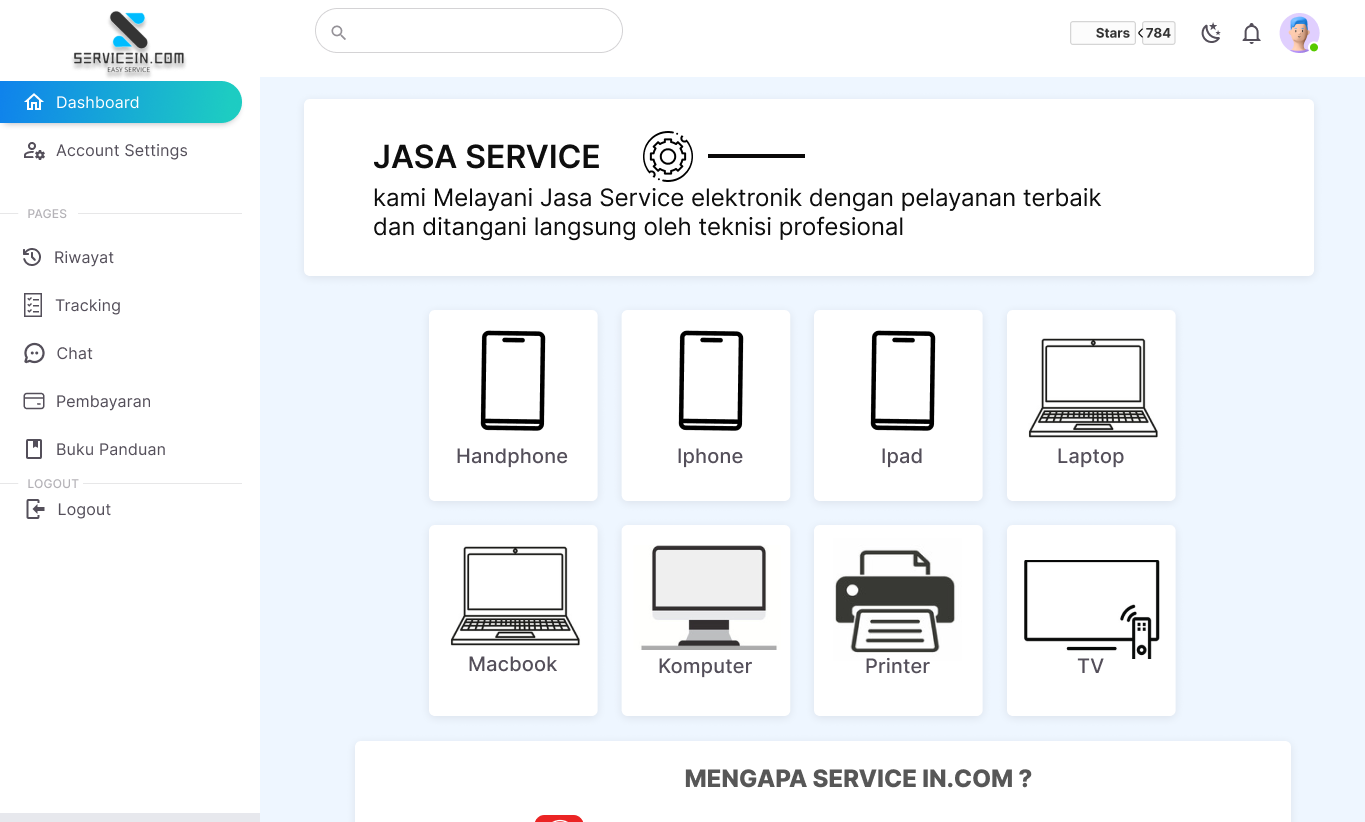 SERVICEIN.COM
EASY SERVICE
Stars
784
Dashboard
Account Settings
PAGES
Riwayat
Tracking
Chat
Pembayaran
Buku Panduan
LOGOUT
Logout
JASA SERVICE
kami Melayani Jasa Service elektronik dengan pelayanan terbaik
dan ditangani langsung oleh teknisi profesional
Handphone
Iphone
Ipad
Laptop
Macbook
Komputer
Printer
TV
MENGAPA SERVICE IN.COM ?